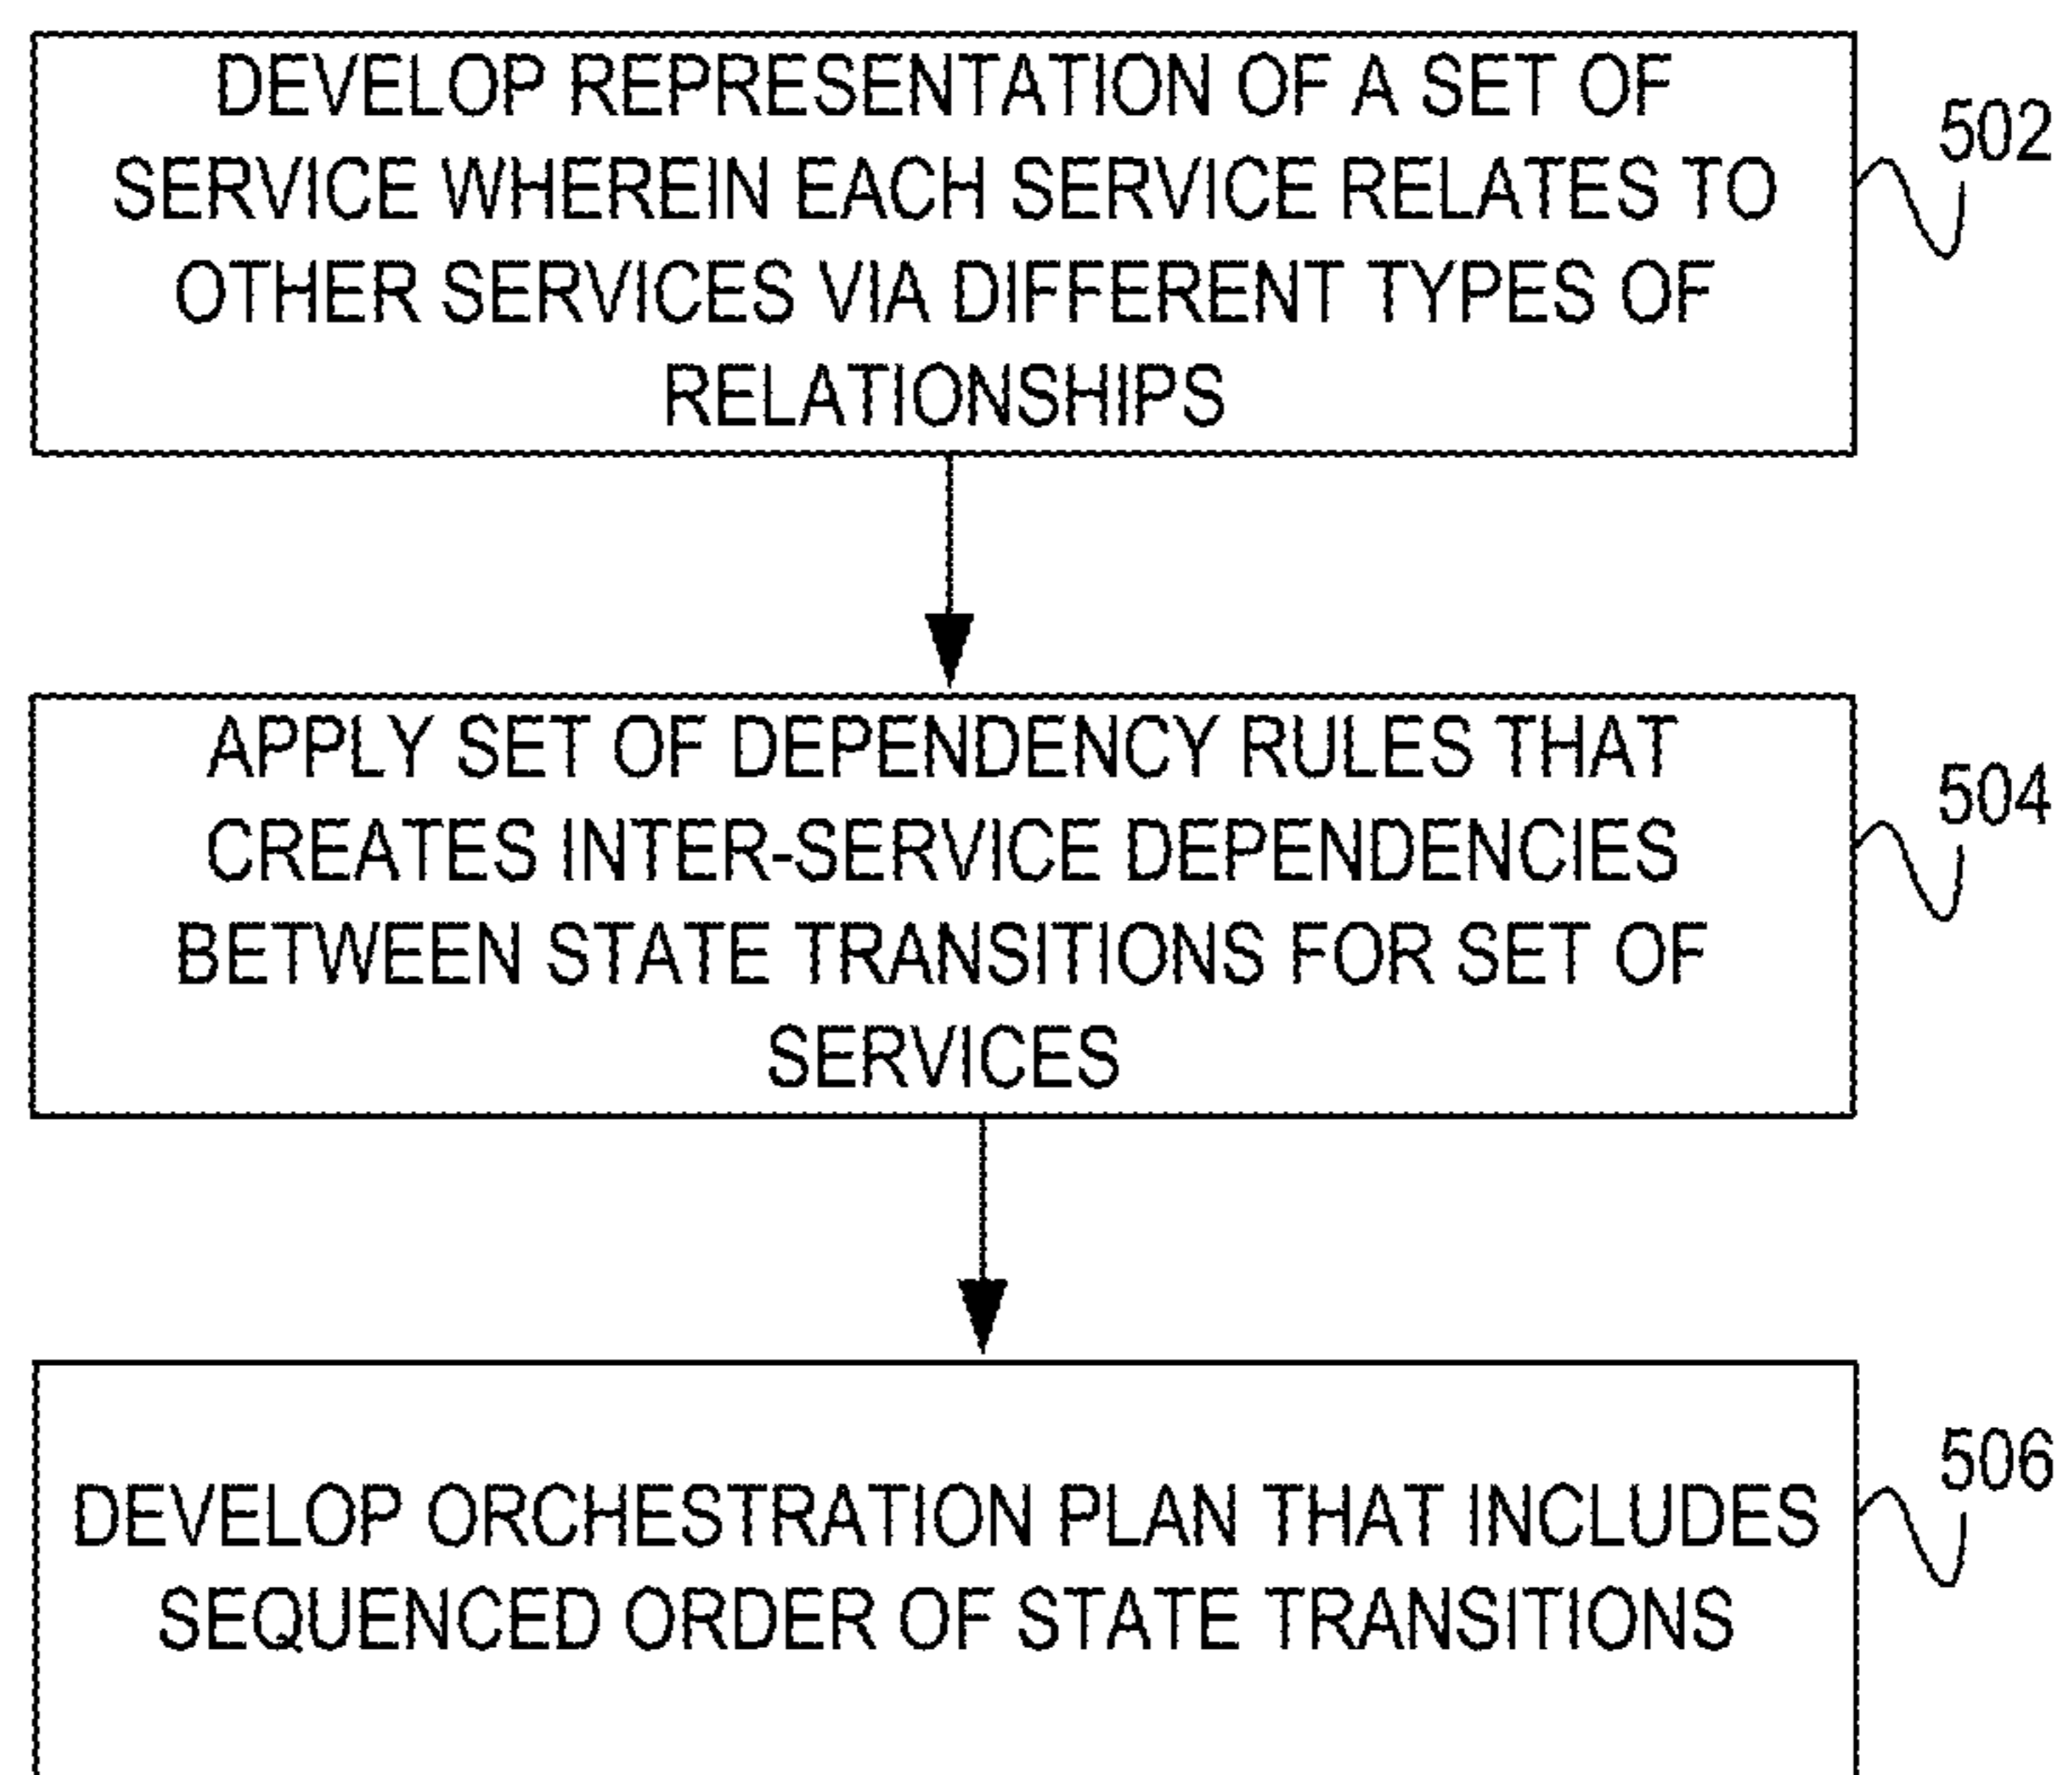 DEVELOP REPRESENTATION OF A SET OF
SERVICE WHEREIN EACH SERVICE RELATES TO
OTHER SERVICES VIA DIFFERENT TYPES OF
RELATIONSHIPS
502
APPLY SET OF DEPENDENCY RULES THAT
CREATES INTER-SERVICE DEPENDENCIES
BETWEEN STATE TRANSITIONS FOR SET OF
SERVICES
504
DEVELOP ORCHESTRATION PLAN THAT INCLUDES
SEQUENCED ORDER OF STATE TRANSITIONS
506